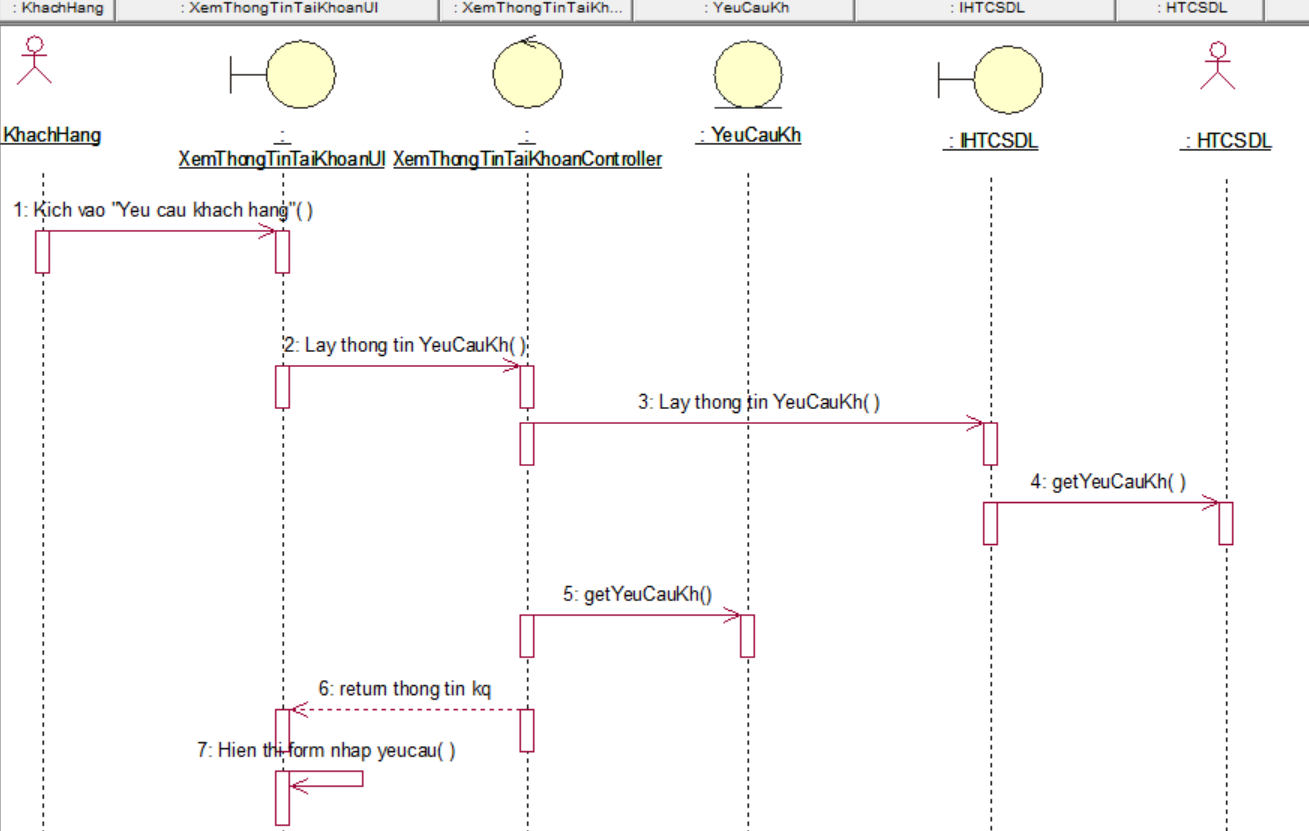 : KhachHang
: XemThongTinTaiKhoanUI
: XemThongTinTaiKh...
: YeuCauKh
: IHTCSDL
: HTCSDL
KhachHang
:
XemThongTinTaiKhoanUI
:
XemThongTinTaiKhoanController
: YeuCauKh
: IHTCSDL
: HTCSDL
1: Kich vao "Yeu cau khach hang"( )
2: Lay thong tin YeuCauKh( )
3: Lay thong tin YeuCauKh( )
4: getYeuCauKh( )
5: getYeuCauKh()
6: return thong tin kq
7: Hien thi form nhap yeucau( )